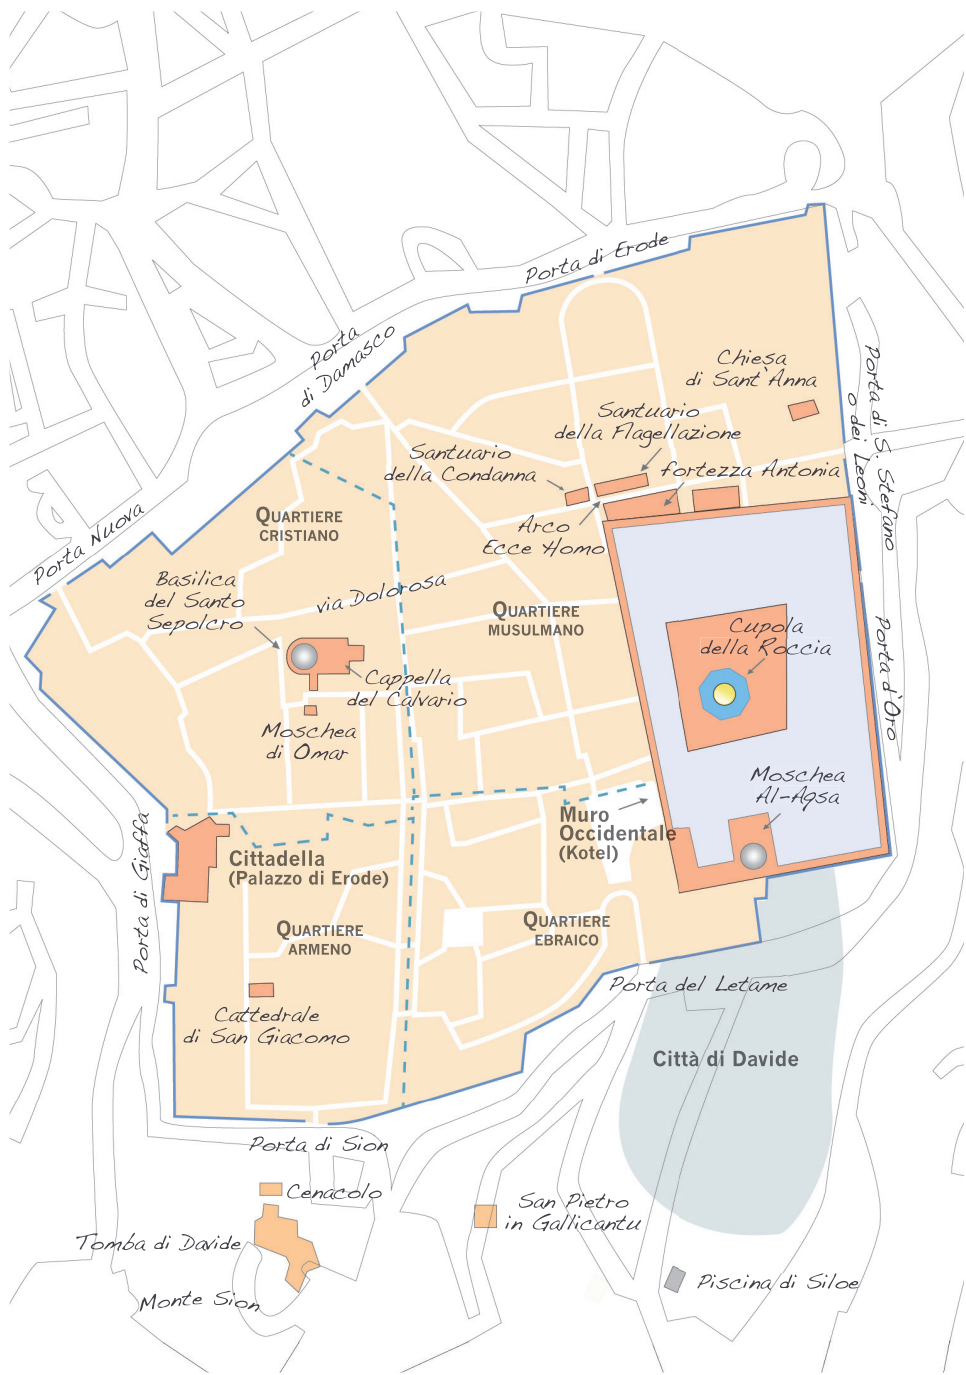 Porta di Erode
Porta
di Damasco
Chiesa
di Sant'Anna
Porta di S. Stefano
o dei Leoni
Santuario
della Flagellazione
Santuario
della Condanna
fortezza Antonia
Arco
Ecce Homo
QUARTIERE
CRISTIANO
Porta Nuova
Basilica
del Santo
Sepolcro
via Dolorosa
QUARTIERE
MUSULMANO
Cupola
della Roccia
Porta d'Oro
Cappella
del Calvario
Moschea
di Omar
Moschea
Al-Aqsa
Muro
Occidentale
(Kotel)
Porta di Giaffa
Cittadella
(Palazzo di Erode)
QUARTIERE
ARMENO
QUARTIERE
EBRAICO
Porta del Letame
Cattedrale
di San Giacomo
Città di Davide
Porta di Sion
Cenacolo
San Pietro
in Gallicantu
Tomba di Davide
Monte Sion
Piscina di Siloe